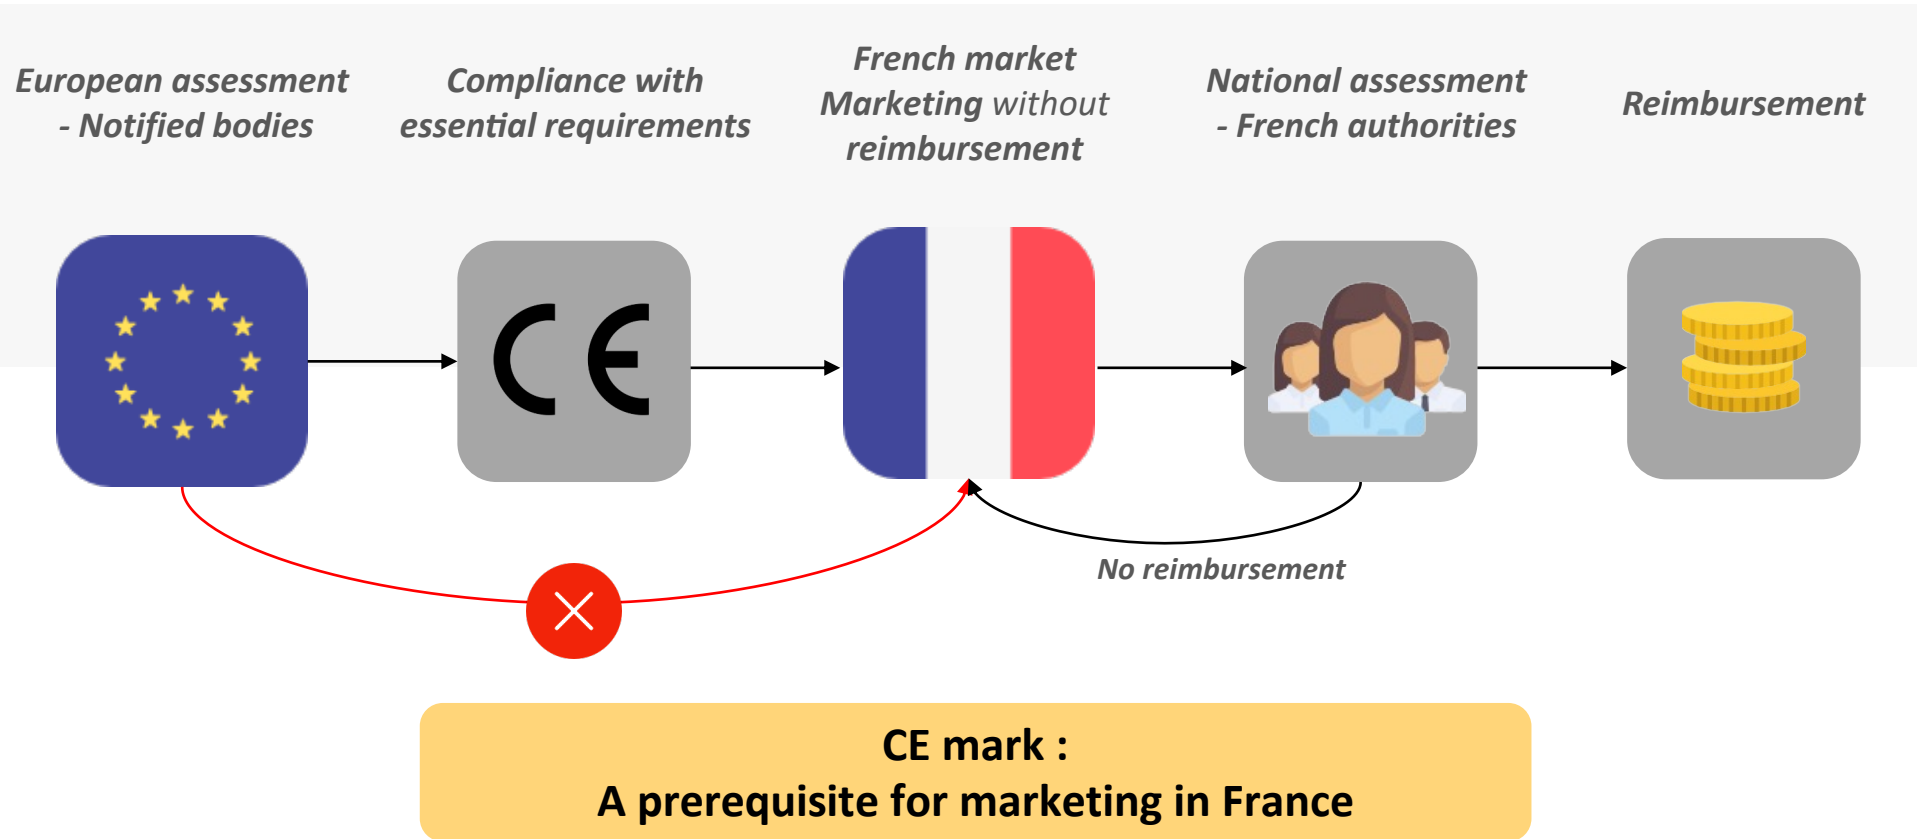 European assessment
- Notified bodies
Compliance with
essential requirements
French market
Marketing without
reimbursement
National assessment
- French authorities
Reimbursement
CE
No reimbursement
CE mark :
A prerequisite for marketing in France